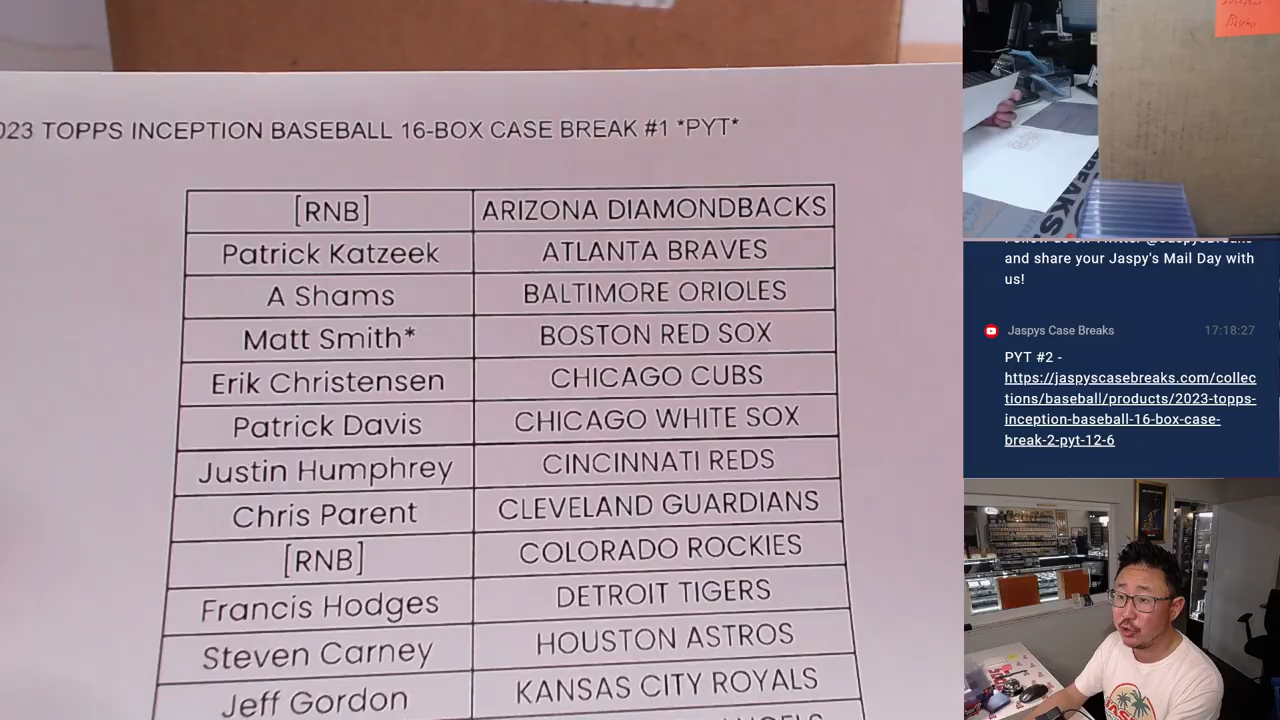 023 TOPPS INCEPTION BASEBALL 16-BOX CASE BREAK #1 *PYT*
[RNB] ARIZONA DIAMONDBACKS
Patrick Katzeek ATLANTA BRAVES
A Shams BALTIMORE ORIOLES
Matt Smith* BOSTON RED SOX
Erik Christensen CHICAGO CUBS
Patrick Davis CHICAGO WHITE SOX
Justin Humphrey CINCINNATI REDS
Chris Parent CLEVELAND GUARDIANS
[RNB] COLORADO ROCKIES
Francis Hodges DETROIT TIGERS
Steven Carney HOUSTON ASTROS
Jeff Gordon KANSAS CITY ROYALS
and share your Jaspy's Mail Day with
us!
Jaspys Case Breaks 17:18:27
PYT #2 -
https://jaspyscasebreaks.com/collec
tions/baseball/products/2023-topps-
inception-baseball-16-box-case-
break-2-pyt-12-6